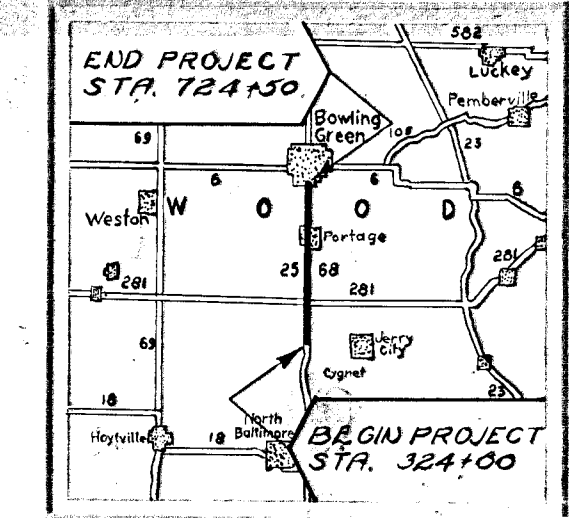 582
END PROJECT
STA. 724+50
Luckey
Pemberville
69
Bowling
Green
105
23
6
6
6
Weston
W O O D
Portage
281
25 68
281
281
69
Jerry
City
Cygnet
18
23
North
Baltimore
Hoytville
18
BEGIN PROJECT
STA. 324+00